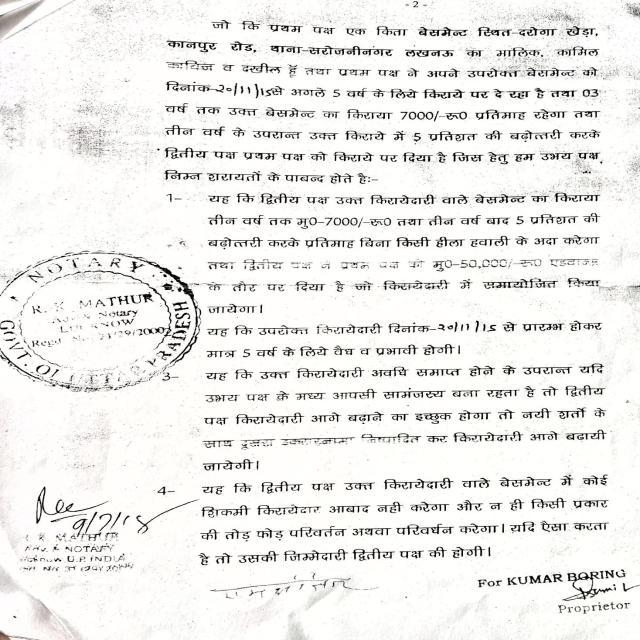 - 2 -
जो कि प्रथम पक्ष एक किता बेसमेन्ट स्थित-दरोगा खेड़ा,
कानपुर रोड, थाना-सरोजनीनगर लखनऊ का मालिक, कामिल
काबिज व दखील हैं तथा प्रथम पक्ष ने अपने उपरोक्त बेसमेन्ट को
दिनांक-20/11/15 से अगले 5 वर्ष के लिये किराये पर दे रहा है तथा 03
वर्ष तक उक्त बेसमेन्ट का किराया 7000/-रू0 प्रतिमाह रहेगा तथा
तीन वर्ष के उपरान्त उक्त किराये में 5 प्रतिशत की बढ़ोत्तरी करके
द्वितीय पक्ष प्रथम पक्ष को किराये पर दिया है जिस हेतु हम उभय पक्ष
निम्न शरायतों के पाबन्द होते है:-
1- यह कि द्वितीय पक्ष उक्त किरायेदारी वाले बेसमेन्ट का किराया
तीन वर्ष तक मु0-7000/-रू0 तथा तीन वर्ष बाद 5 प्रतिशत की
बढ़ोत्तरी करके प्रतिमाह बिना किसी हीला हवाली के अदा करेगा
तथा द्वितीय पक्ष ने प्रथम पक्ष को मु0-50,000/-रू0 एडवान्स
के तौर पर दिया है जो किरायेदारी में समायोजित किया
जायेगा।
यह कि उपरोक्त किरायेदारी दिनांक-20/11/15 से प्रारम्भ होकर
मात्र 5 वर्ष के लिये वैध व प्रभावी होगी।
3- यह कि उक्त किरायेदारी अवधि समाप्त होने के उपरान्त यदि
उभय पक्ष के मध्य आपसी सामंजस्य बना रहता है तो द्वितीय
पक्ष किरायेदारी आगे बढ़ाने का इच्छुक होगा तो नयी शर्तो के
साथ दूसरा इकरारनामा निष्पादित कर किरायेदारी आगे बढायी
जायेगी।
4- यह कि द्वितीय पक्ष उक्त किरायेदारी वाले बेसमेन्ट में कोई
शिकमी किरायेदार आबाद नही करेगा और न ही किसी प्रकार
की तोड़ फोड़ परिवर्तन अथवा परिवर्धन करेगा। यदि ऐसा करता
है तो उसकी जिम्मेदारी द्वितीय पक्ष की होगी।
NOTARY
R. K. MATHUR
Adv. & Notary
LUCKNOW
Regd. No. 31/29/2000
GOVT. OF UTTAR PRADESH
9/7/18
R. K. MATHUR
ADV. & NOTARY
LUCKNOW U.P. INDIA
For KUMAR BORING
Proprietor